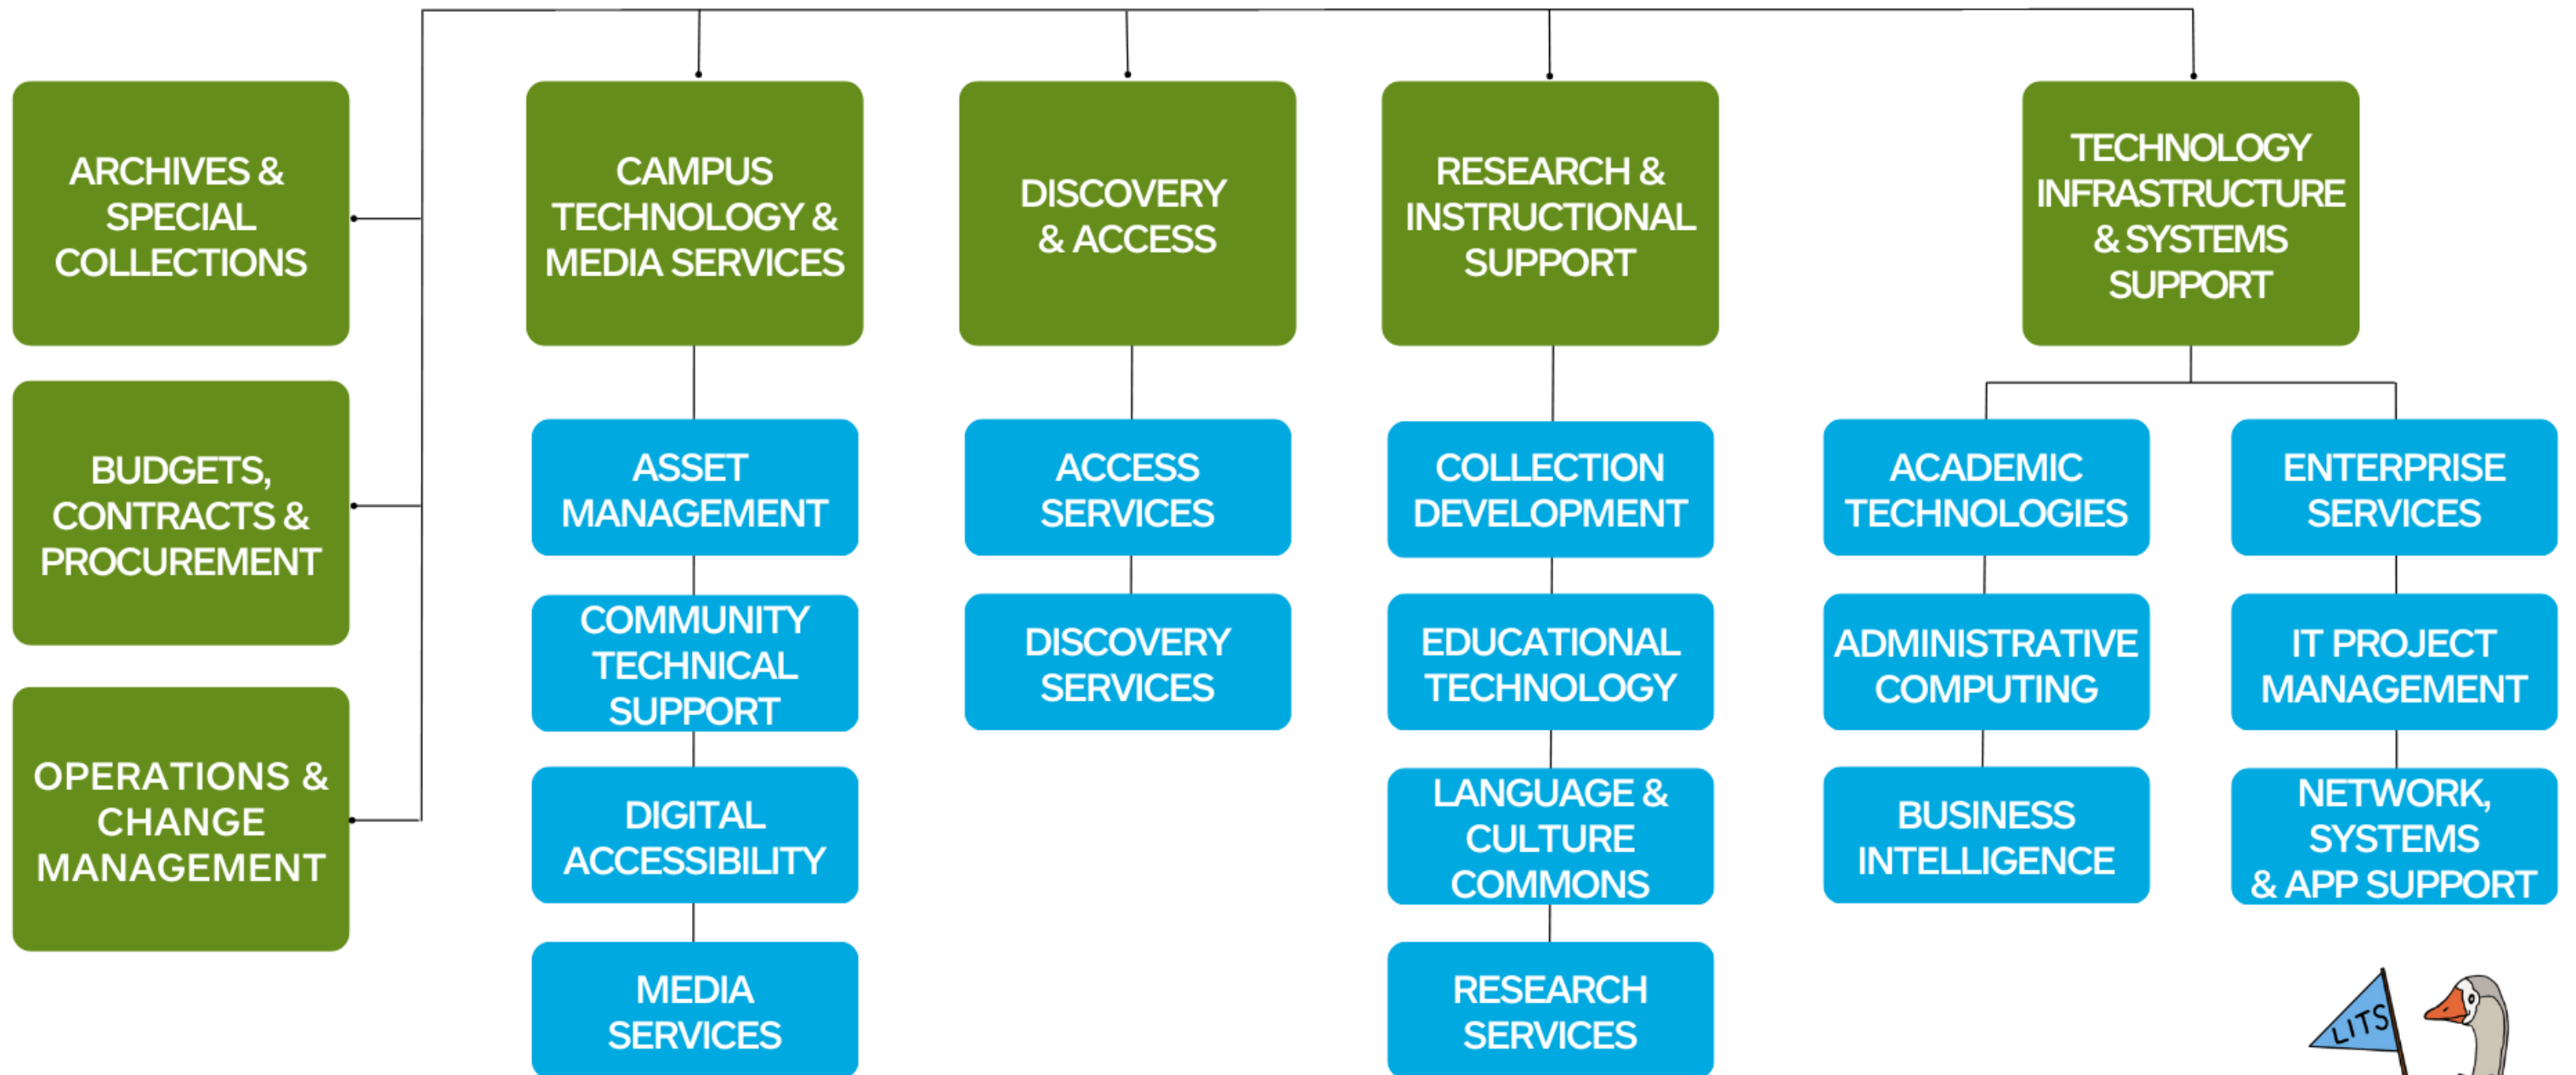 ARCHIVES &
SPECIAL
COLLECTIONS
BUDGETS,
CONTRACTS &
PROCUREMENT
OPERATIONS &
CHANGE
MANAGEMENT
CAMPUS
TECHNOLOGY &
MEDIA SERVICES
ASSET
MANAGEMENT
COMMUNITY
TECHNICAL
SUPPORT
DIGITAL
ACCESSIBILITY
MEDIA
SERVICES
DISCOVERY
& ACCESS
ACCESS
SERVICES
DISCOVERY
SERVICES
RESEARCH &
INSTRUCTIONAL
SUPPORT
COLLECTION
DEVELOPMENT
EDUCATIONAL
TECHNOLOGY
LANGUAGE &
CULTURE
COMMONS
RESEARCH
SERVICES
TECHNOLOGY
INFRASTRUCTURE
& SYSTEMS
SUPPORT
ACADEMIC
TECHNOLOGIES
ADMINISTRATIVE
COMPUTING
BUSINESS
INTELLIGENCE
ENTERPRISE
SERVICES
IT PROJECT
MANAGEMENT
NETWORK,
SYSTEMS
& APP SUPPORT
LITS